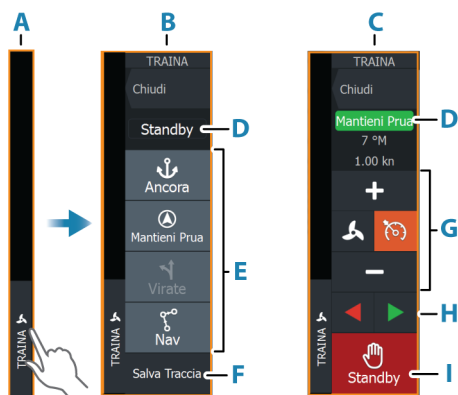 A
B
C
TRAINA
TRAINA
Chiudi
Standby
D
Ancora
Mantieni Prua
Virate
Nav
E
Salva Traccia
F
TRAINA
TRAINA
Chiudi
Mantieni Prua
D
7 °M
1.00 kn
G
H
TRAINA
Standby
I